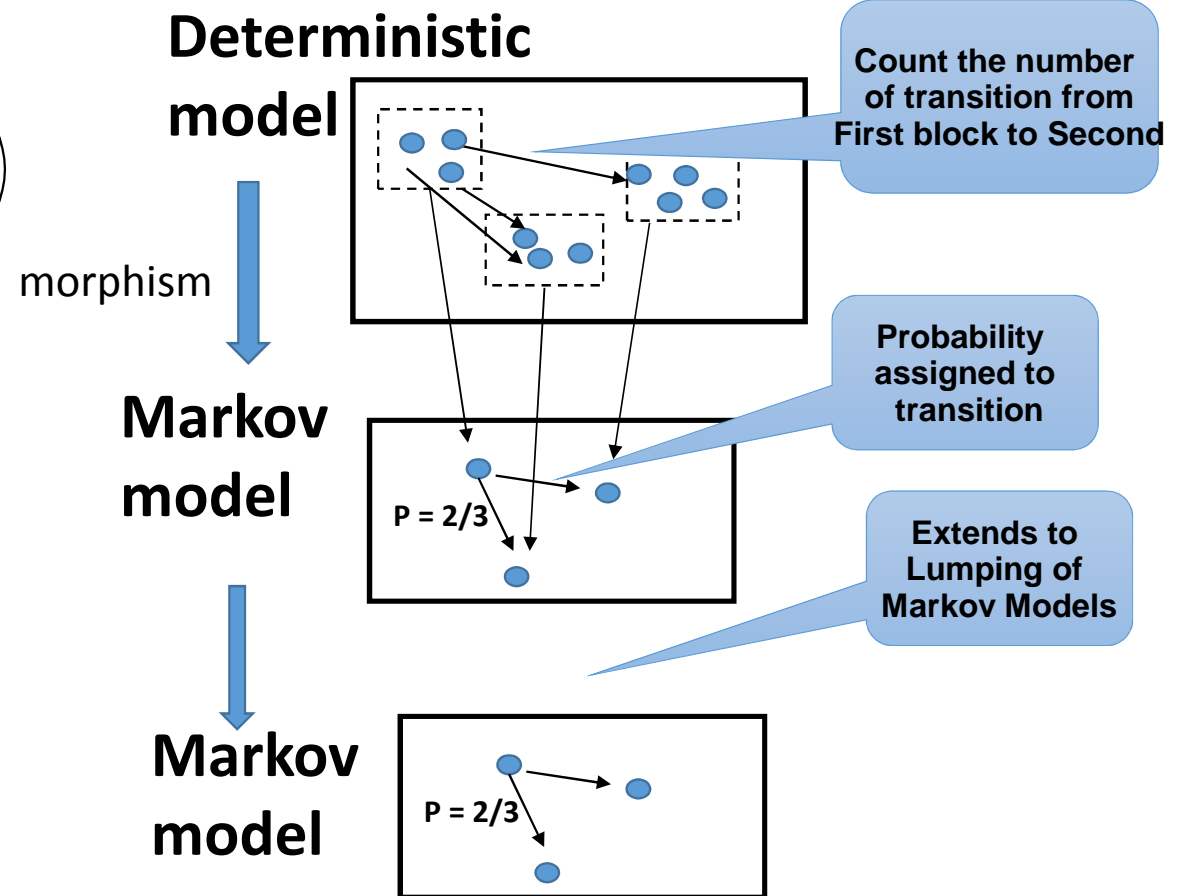 Deterministic
model
Count the number
of transition from
First block to Second
morphism
Probability
assigned to
transition
Markov
model
P = 2/3
Extends to
Lumping of
Markov Models
Markov
model
P = 2/3